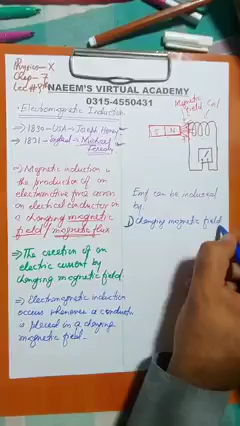 Physics-X
Chap-7
Lec #
NAEEM'S VIRTUAL ACADEMY
0315-4550431
Magnetic
field
Coil
Electromagnetic Induction
S N
=> 1890-USA-Joseph Henry
=> 1831-England-Michael
=> Magnetic induction
is the production of an
electromotive force across
an electrical conductor in
a changing magnetic
field/magnetic flux
=> The creation of an
electric current by
changing magnetic field.
=> Electromagnetic induction
occurs whenever a conductor
is placed in a changing
magnetic field.
Emf can be induced
by.
1) Changing magnetic field